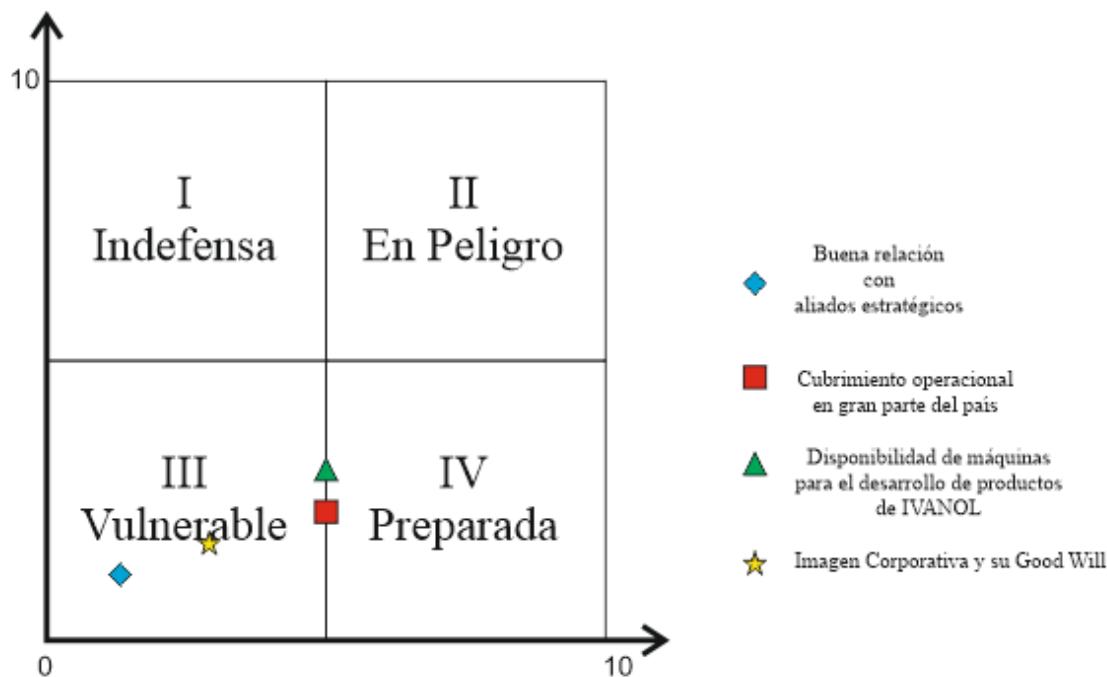 10
I
Indefensa
II
En Peligro
III
Vulnerable
IV
Preparada
0
10
Buena relación
con
aliados estratégicos
Cubrimiento operacional
en gran parte del país
Disponibilidad de máquinas
para el desarrollo de productos
de IVANOL
Imagen Corporativa y su Good Will